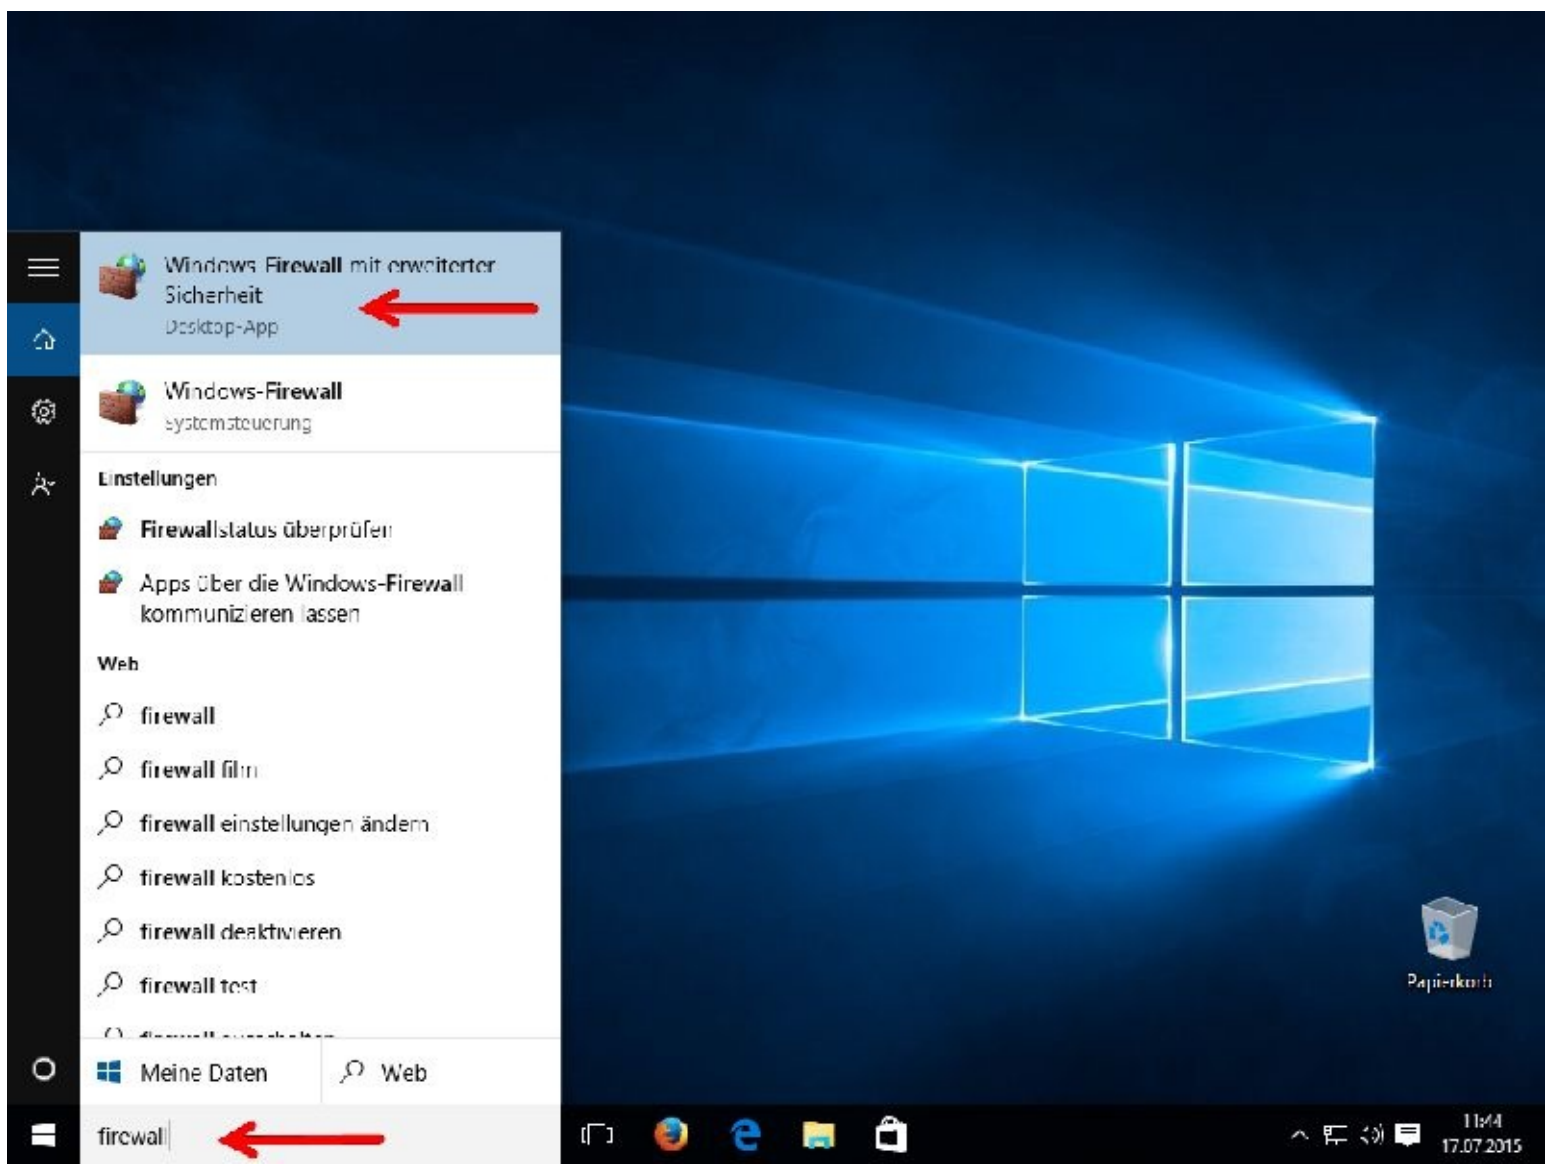 Windows-Firewall mit erweiterter
Sicherheit
Desktop-App
Windows-Firewall
Systemsteuerung
Einstellungen
Firewallstatus überprüfen
Apps über die Windows-Firewall
kommunizieren lassen
Web
firewall
firewall film
firewall einstellungen ändern
firewall kostenlos
firewall deaktivieren
firewall test
firewall ausschalten
Meine Daten
Web
firewall
Papierkorb
11:44
17.07.2015